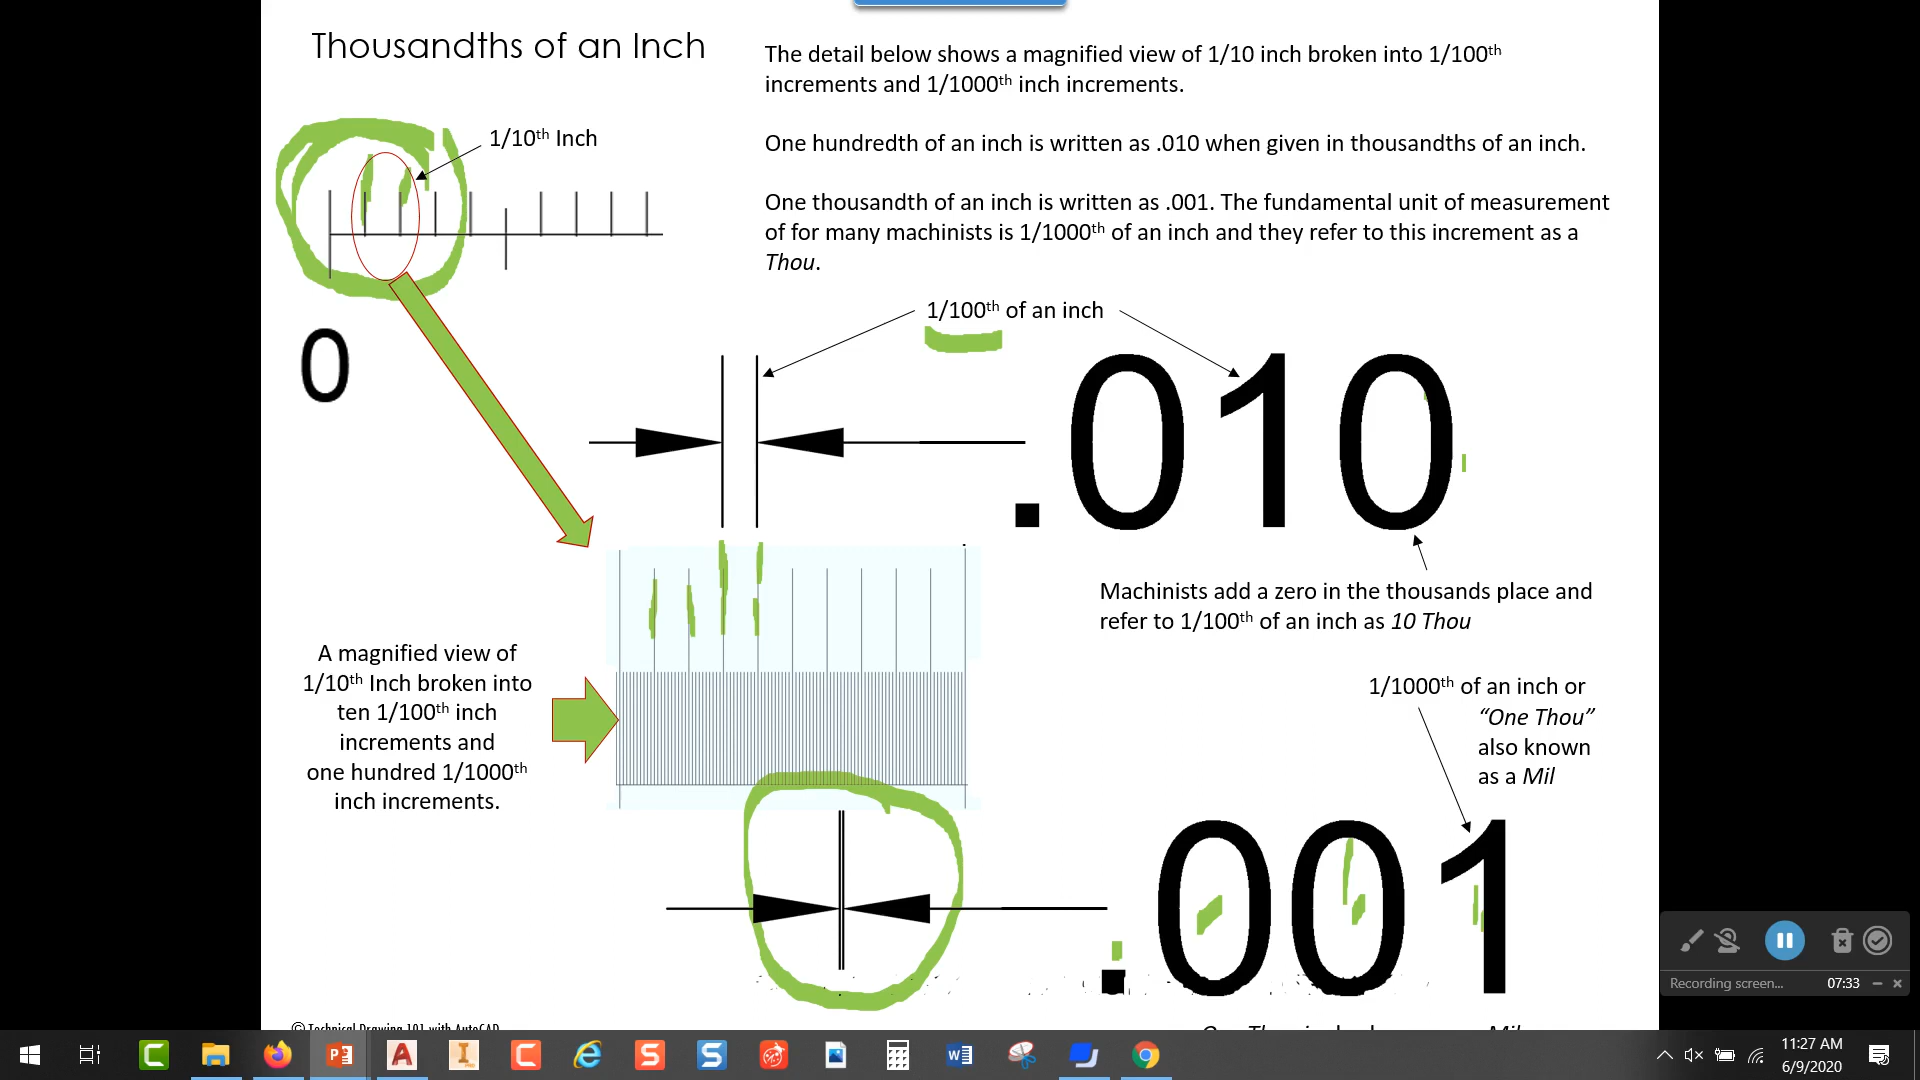 Thousandths of an Inch
The detail below shows a magnified view of 1/10 inch broken into 1/100th
increments and 1/1000th inch increments.
1/10th Inch
One hundredth of an inch is written as .010 when given in thousandths of an inch.
One thousandth of an inch is written as .001. The fundamental unit of measurement
of for many machinists is 1/1000th of an inch and they refer to this increment as a
Thou.
1/100th of an inch
0
.010
Machinists add a zero in the thousands place and
refer to 1/100th of an inch as 10 Thou
A magnified view of
1/10th Inch broken into
ten 1/100th inch
increments and
one hundred 1/1000th
inch increments.
1/1000th of an inch or
“One Thou”
also known
as a Mil
.001
Recording screen...
07:33
© Technical Drawing 101 with AutoCAD
11:27 AM
6/9/2020